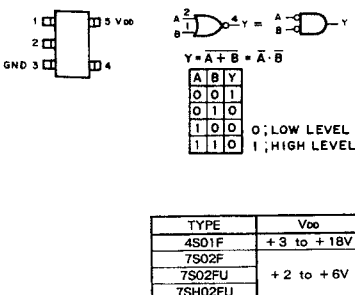 1 5 VDD
2
GND 3 4
A 2 4 Y = A Y
B 1 B
Y = A + B = A · B
A B Y
0 0 1
0 1 0
1 0 0 0 ; LOW LEVEL
1 1 0 1 ; HIGH LEVEL
TYPE VDD
4S01F +3 to +18V
7S02F
7S02FU +2 to +6V
7SH02FU